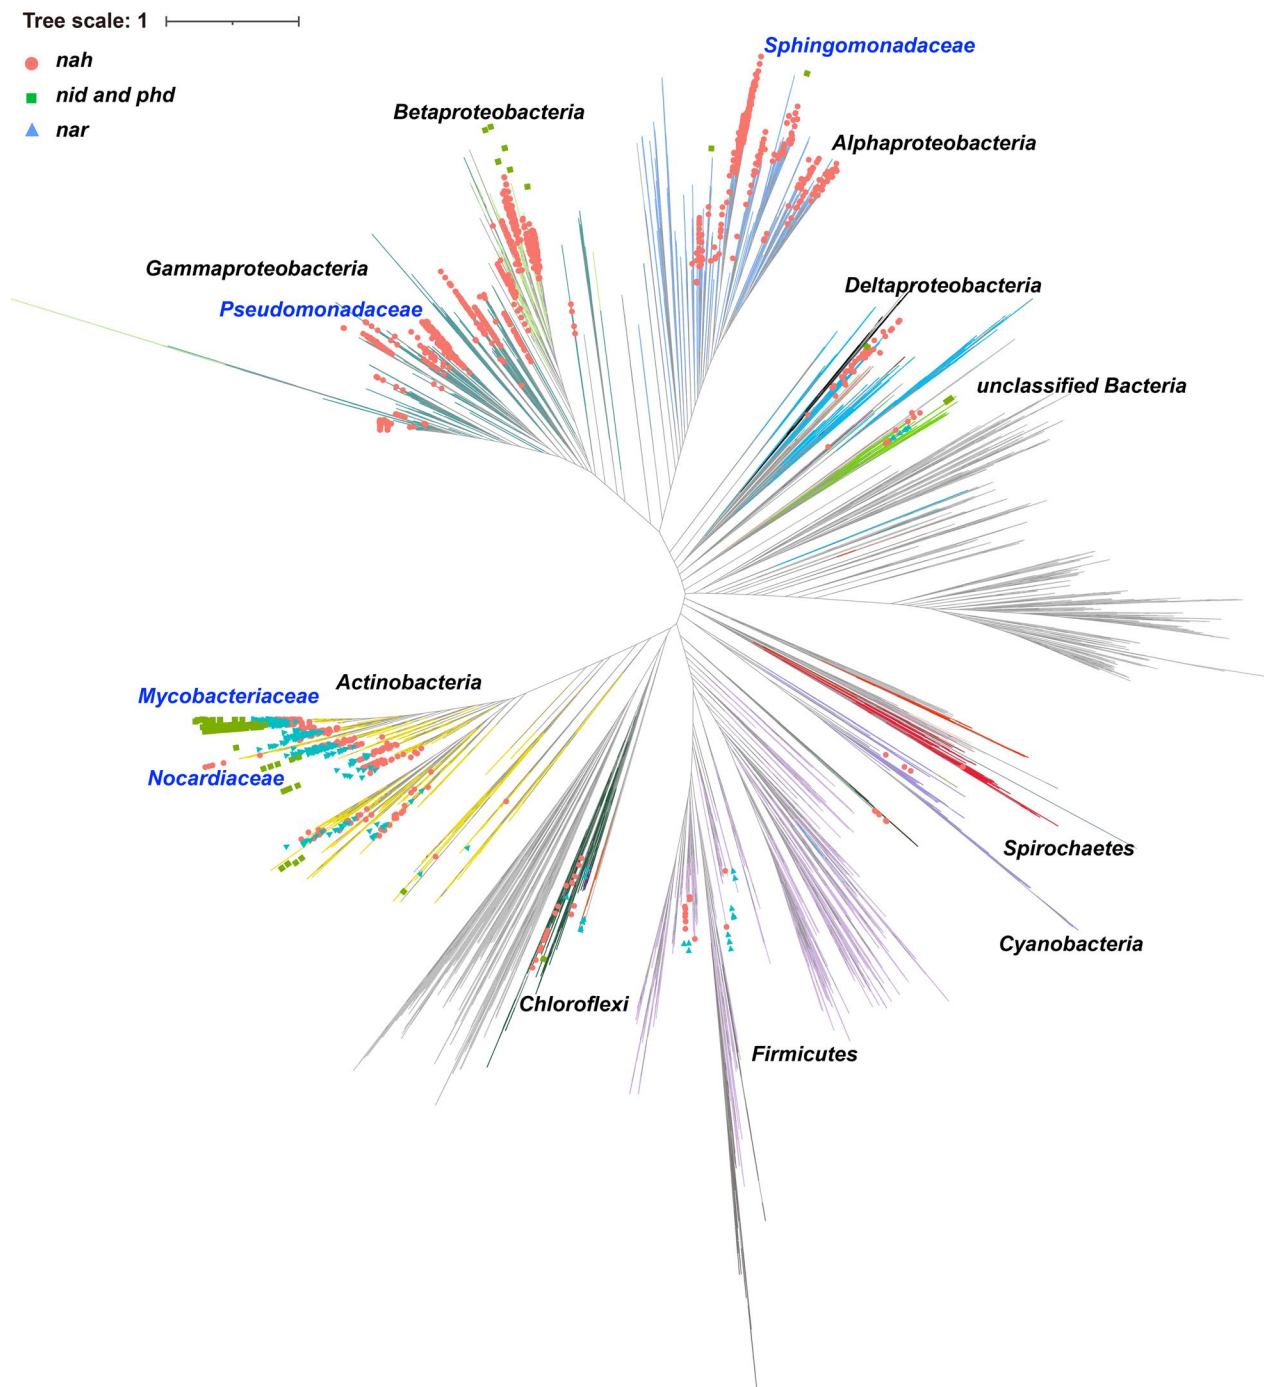 Tree scale: 1
nah
nid and phd
nar
Sphingomonadaceae
Betaproteobacteria
Alphaproteobacteria
Gammaproteobacteria
Deltaproteobacteria
Pseudomonadaceae
unclassified Bacteria
Actinobacteria
Mycobacteriaceae
Nocardiaceae
Spirochaetes
Cyanobacteria
Chloroflexi
Firmicutes